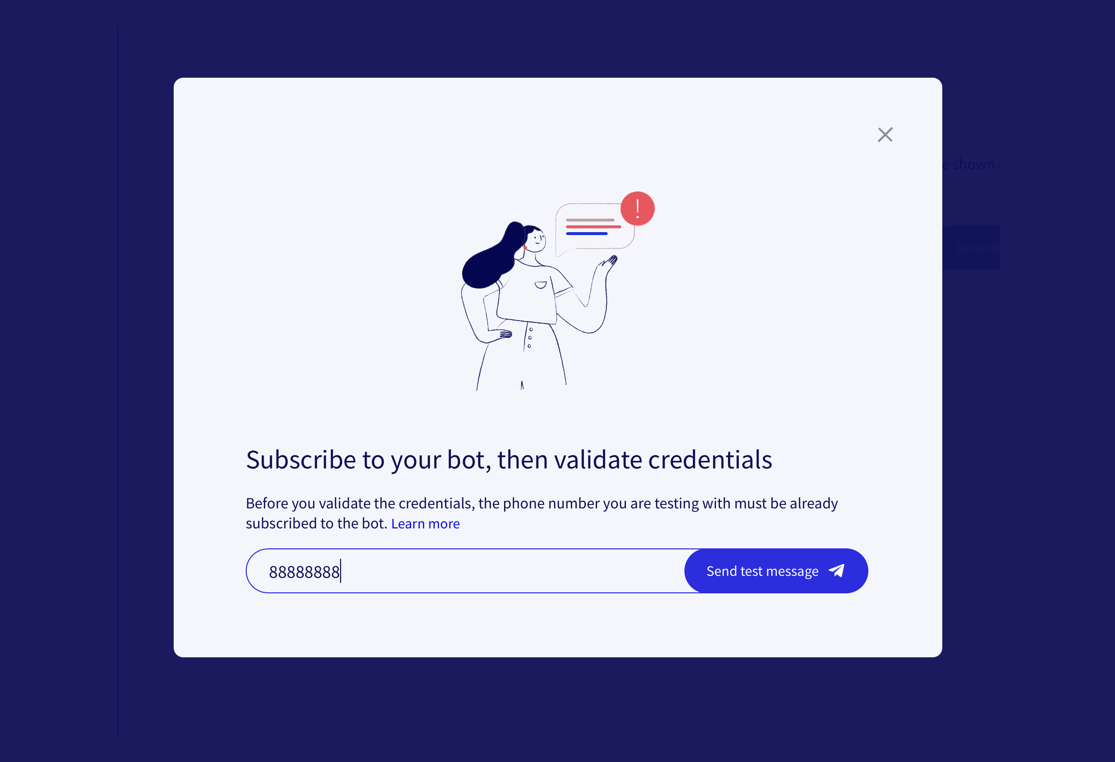 e shown
Subscribe to your bot, then validate credentials
Before you validate the credentials, the phone number you are testing with must be already
subscribed to the bot. Learn more
88888888
Send test message